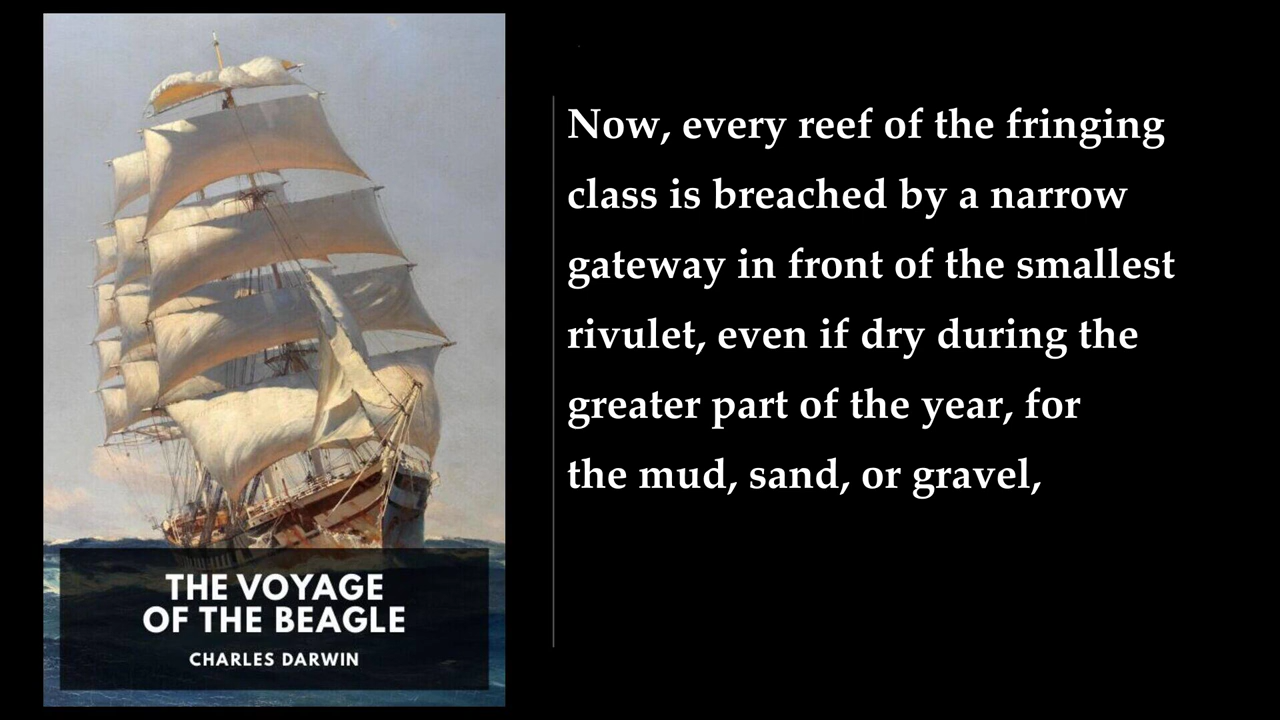 THE VOYAGE
OF THE BEAGLE
CHARLES DARWIN
Now, every reef of the fringing
class is breached by a narrow
gateway in front of the smallest
rivulet, even if dry during the
greater part of the year, for
the mud, sand, or gravel,